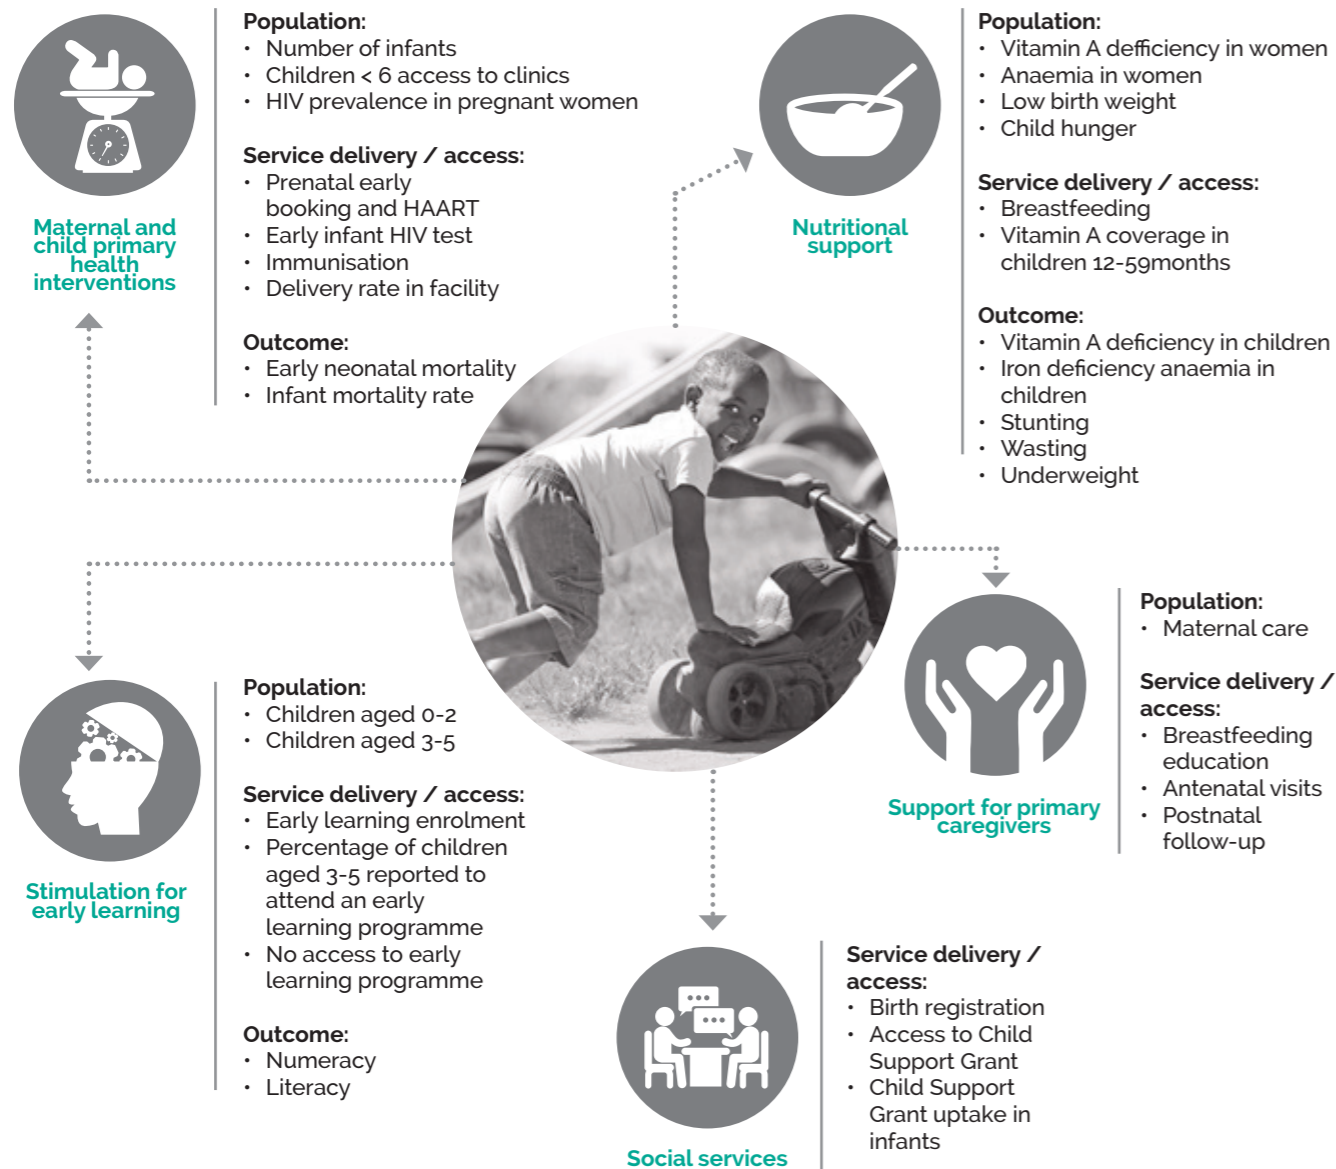 Maternal and
child primary
health
interventions
Population:
• Number of infants
• Children < 6 access to clinics
• HIV prevalence in pregnant women
Service delivery / access:
• Prenatal early
booking and HAART
• Early infant HIV test
• Immunisation
• Delivery rate in facility
Outcome:
• Early neonatal mortality
• Infant mortality rate
Nutritional
support
Population:
• Vitamin A defficiency in women
• Anaemia in women
• Low birth weight
• Child hunger
Service delivery / access:
• Breastfeeding
• Vitamin A coverage in
children 12-59months
Outcome:
• Vitamin A deficiency in children
• Iron deficiency anaemia in
children
• Stunting
• Wasting
• Underweight
Stimulation for
early learning
Population:
• Children aged 0-2
• Children aged 3-5
Service delivery / access:
• Early learning enrolment
• Percentage of children
aged 3-5 reported to
attend an early
learning programme
• No access to early
learning programme
Outcome:
• Numeracy
• Literacy
Support for primary
caregivers
Population:
• Maternal care
Service delivery /
access:
• Breastfeeding
education
• Antenatal visits
• Postnatal
follow-up
Social services
Service delivery /
access:
• Birth registration
• Access to Child
Support Grant
• Child Support
Grant uptake in
infants